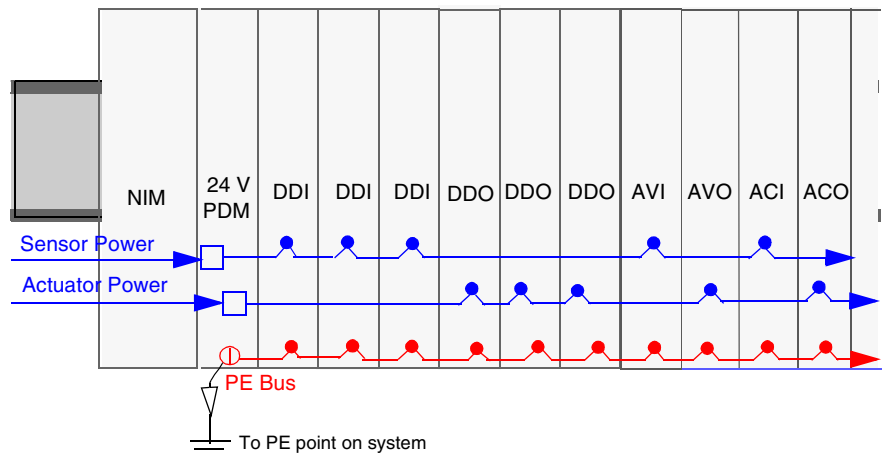 NIM
24 V
PDM
DDI
DDI
DDI
DDO
DDO
DDO
AVI
AVO
ACI
ACO
Sensor Power
Actuator Power
PE Bus
To PE point on system